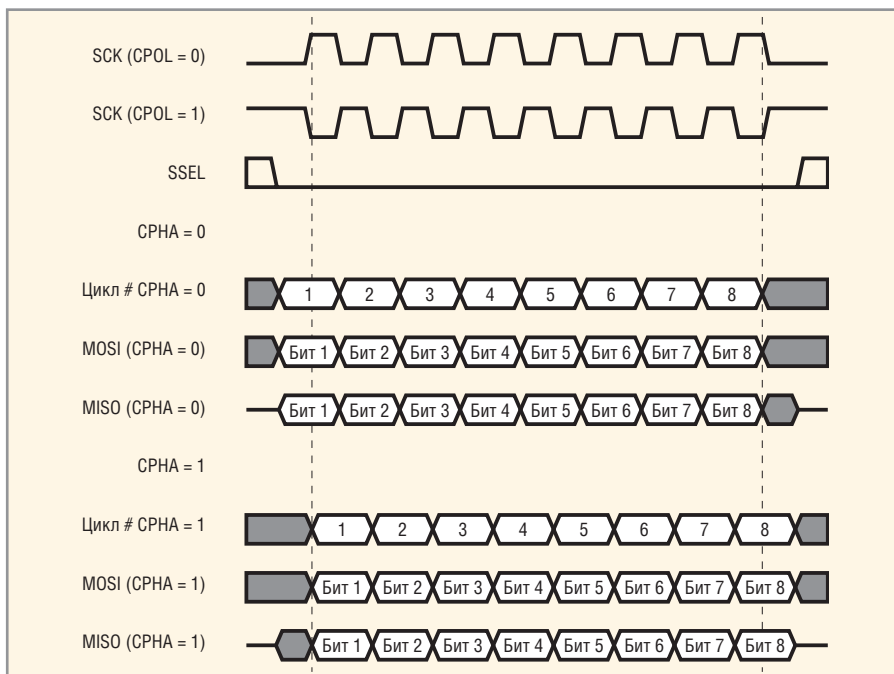 SCK (CPOL = 0)
SCK (CPOL = 1)
SSEL
CPHA = 0
Цикл # CPHA = 0
1 2 3 4 5 6 7 8
MOSI (CPHA = 0)
Бит 1 Бит 2 Бит 3 Бит 4 Бит 5 Бит 6 Бит 7 Бит 8
MISO (CPHA = 0)
Бит 1 Бит 2 Бит 3 Бит 4 Бит 5 Бит 6 Бит 7 Бит 8
CPHA = 1
Цикл # CPHA = 1
1 2 3 4 5 6 7 8
MOSI (CPHA = 1)
Бит 1 Бит 2 Бит 3 Бит 4 Бит 5 Бит 6 Бит 7 Бит 8
MISO (CPHA = 1)
Бит 1 Бит 2 Бит 3 Бит 4 Бит 5 Бит 6 Бит 7 Бит 8